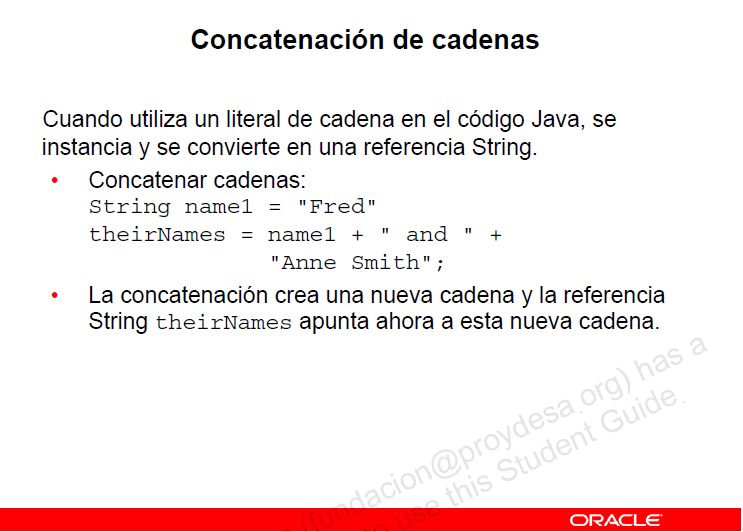 Concatenación de cadenas
Cuando utiliza un literal de cadena en el código Java, se
instancia y se convierte en una referencia String.
• Concatenar cadenas:
String name1 = "Fred"
theirNames = name1 + " and " +
"Anne Smith";
• La concatenación crea una nueva cadena y la referencia
String theirNames apunta ahora a esta nueva cadena.
(fundacion@proydesa.org) has a
to use this Student Guide.
ORACLE